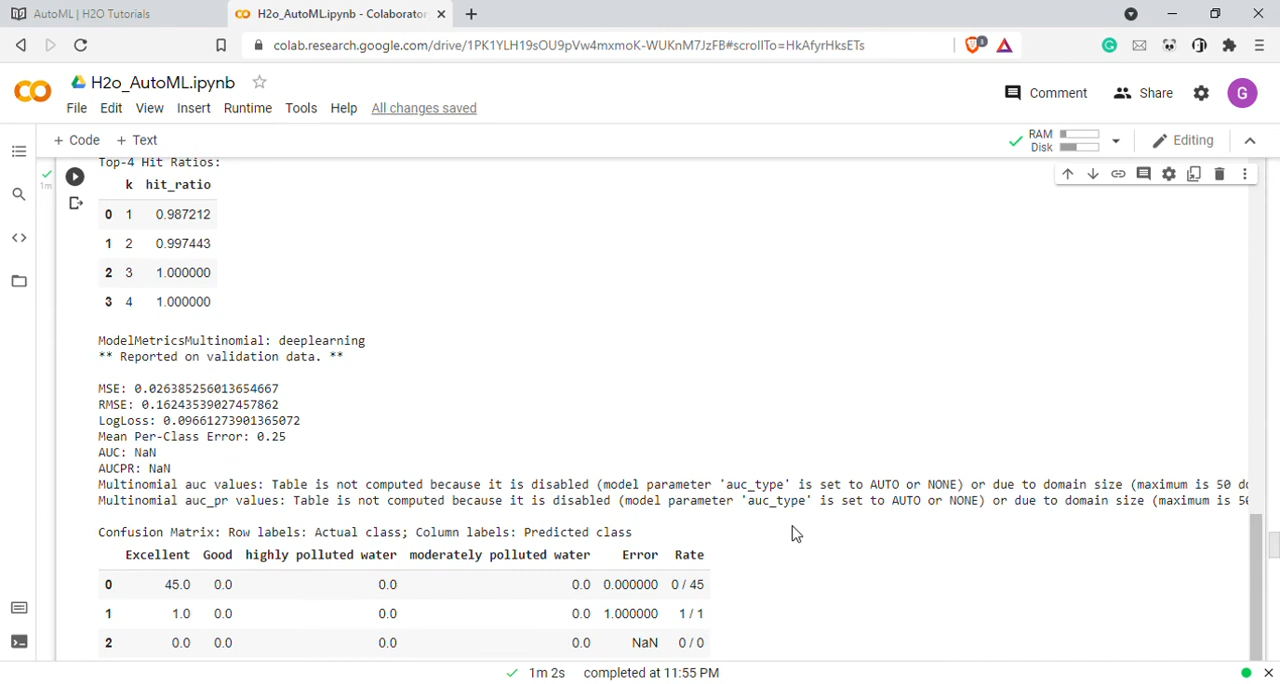 AutoML | H2O Tutorials
H2o_AutoML.ipynb - Colaborator
colab.research.google.com/drive/1PK1YLH19sOU9pVw4mxmoK-WUKnM7JzFB#scrollTo=HkAfyrHksETs
H2o_AutoML.ipynb
Comment
Share
G
File Edit View Insert Runtime Tools Help All changes saved
+ Code + Text
RAM
Disk
Editing
1m
Top-4 Hit Ratios:
k hit_ratio
0 1 0.987212
1 2 0.997443
2 3 1.000000
3 4 1.000000
ModelMetricsMultinomial: deeplearning
** Reported on validation data. **
MSE: 0.026385256013654667
RMSE: 0.16243539027457862
LogLoss: 0.09661273901365072
Mean Per-Class Error: 0.25
AUC: NaN
AUCPR: NaN
Multinomial auc values: Table is not computed because it is disabled (model parameter 'auc_type' is set to AUTO or NONE) or due to domain size (maximum is 50 do
Multinomial auc_pr values: Table is not computed because it is disabled (model parameter 'auc_type' is set to AUTO or NONE) or due to domain size (maximum is 50
Confusion Matrix: Row labels: Actual class; Column labels: Predicted class
Excellent Good highly polluted water moderately polluted water Error Rate
0 45.0 0.0 0.0 0.0 0.000000 0 / 45
1 1.0 0.0 0.0 0.0 1.000000 1 / 1
2 0.0 0.0 0.0 0.0 NaN 0 / 0
1m 2s completed at 11:55 PM